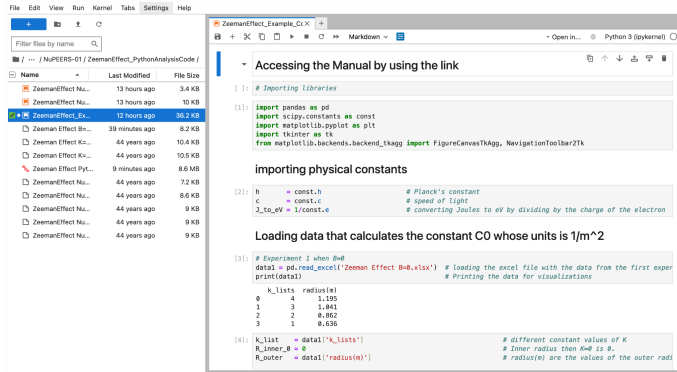 File Edit View Run Kernel Tabs Settings Help
Filter files by name
/ ··· / NuPEERS-01 / ZeemanEffect_PythonAnalysisCode /
Name Last Modified File Size
ZeemanEffect Nu... 13 hours ago 3.4 KB
ZeemanEffect Nu... 13 hours ago 10 KB
ZeemanEffect_Ex... 12 hours ago 36.2 KB
Zeeman Effect B=... 39 minutes ago 8.2 KB
Zeeman Effect K=... 44 years ago 10.4 KB
Zeeman Effect K=... 44 years ago 10.5 KB
Zeeman Effect Pyt... 9 minutes ago 8.6 MB
ZeemanEffect Nu... 44 years ago 7.2 KB
ZeemanEffect Nu... 44 years ago 8.6 KB
ZeemanEffect Nu... 44 years ago 9 KB
ZeemanEffect Nu... 44 years ago 9 KB
ZeemanEffect Nu... 44 years ago 9 KB
ZeemanEffect_Example_Cc
Markdown Open in... Python 3 (ipykernel)
Accessing the Manual by using the link
[ ]: # Importing libraries
[1]: import pandas as pd
import scipy.constants as const
import matplotlib.pyplot as plt
import tkinter as tk
from matplotlib.backends.backend_tkagg import FigureCanvasTkAgg, NavigationToolbar2Tk
importing physical constants
[2]: h = const.h # Planck's constant
c = const.c # speed of light
J_to_eV = 1/const.e # converting Joules to eV by dividing by the charge of the electron
Loading data that calculates the constant C0 whose units is 1/m^2
[3]: # Experiment 1 when B=0
data1 = pd.read_excel('Zeeman Effect B=0.xlsx') # loading the excel file with the data from the first exper
print(data1) # Printing the data for visualizations
k_lists radius(m)
0 4 1.195
1 3 1.041
2 2 0.862
3 1 0.636
[4]: k_list = data1['k_lists'] # different constant values of K
R_inner_0 = 0 # Inner radius then K=0 is 0.
R_outer = data1['radius(m)'] # radius(m) are the values of the outer radi